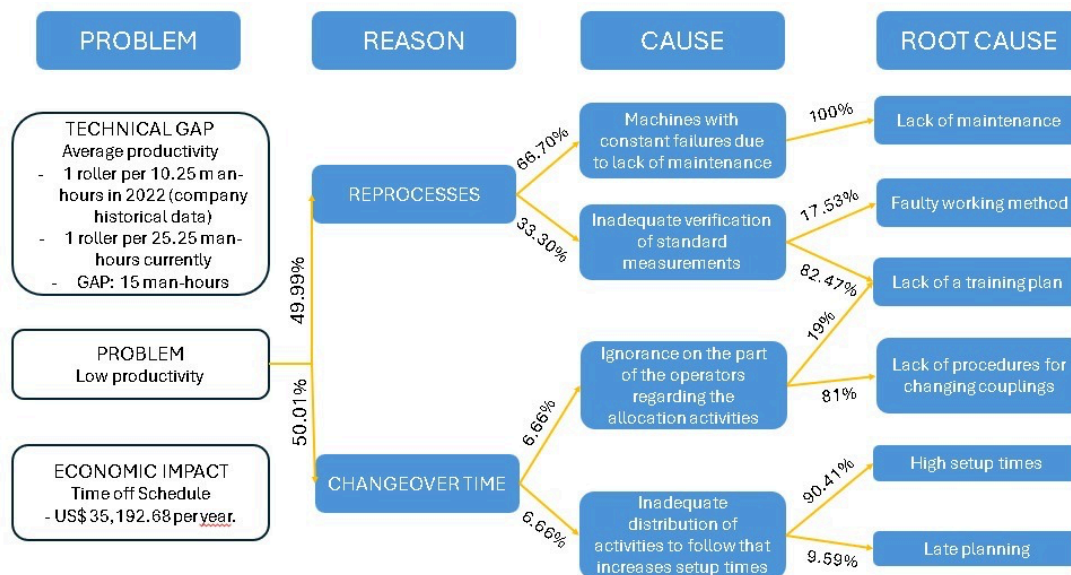 PROBLEM
REASON
CAUSE
ROOT CAUSE
TECHNICAL GAP
Average productivity
- 1 roller per 10.25 man-
hours in 2022 (company
historical data)
- 1 roller per 25.25 man-
hours currently
- GAP: 15 man-hours
PROBLEM
Low productivity
ECONOMIC IMPACT
Time off Schedule
- US$ 35,192.68 per year.
49.99%
50.01%
REPROCESSES
CHANGEOVER TIME
66.70%
33.30%
6.66%
6.66%
Machines with
constant failures due
to lack of maintenance
Inadequate verification
of standard
measurements
Ignorance on the part
of the operators
regarding the
allocation activities
Inadequate
distribution of
activities to follow that
increases setup times
100%
17.53%
82.47%
19%
81%
90.41%
9.59%
Lack of maintenance
Faulty working method
Lack of a training plan
Lack of procedures for
changing couplings
High setup times
Late planning